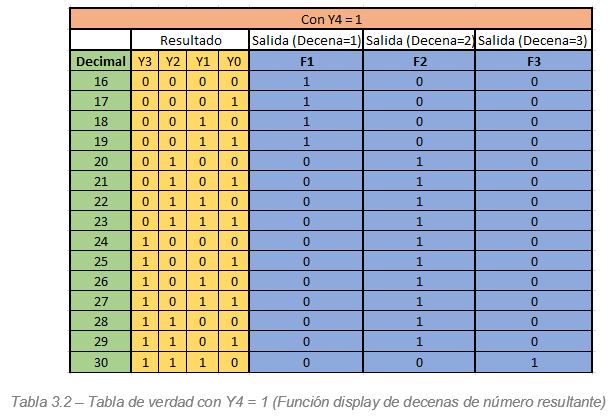 Con Y4 = 1
Resultado Salida (Decena=1) Salida (Decena=2) Salida (Decena=3)
Decimal Y3 Y2 Y1 Y0 F1 F2 F3
16 0 0 0 0 1 0 0
17 0 0 0 1 1 0 0
18 0 0 1 0 1 0 0
19 0 0 1 1 1 0 0
20 0 1 0 0 0 1 0
21 0 1 0 1 0 1 0
22 0 1 1 0 0 1 0
23 0 1 1 1 0 1 0
24 1 0 0 0 0 1 0
25 1 0 0 1 0 1 0
26 1 0 1 0 0 1 0
27 1 0 1 1 0 1 0
28 1 1 0 0 0 1 0
29 1 1 0 1 0 1 0
30 1 1 1 0 0 0 1
Tabla 3.2 – Tabla de verdad con Y4 = 1 (Función display de decenas de número resultante)